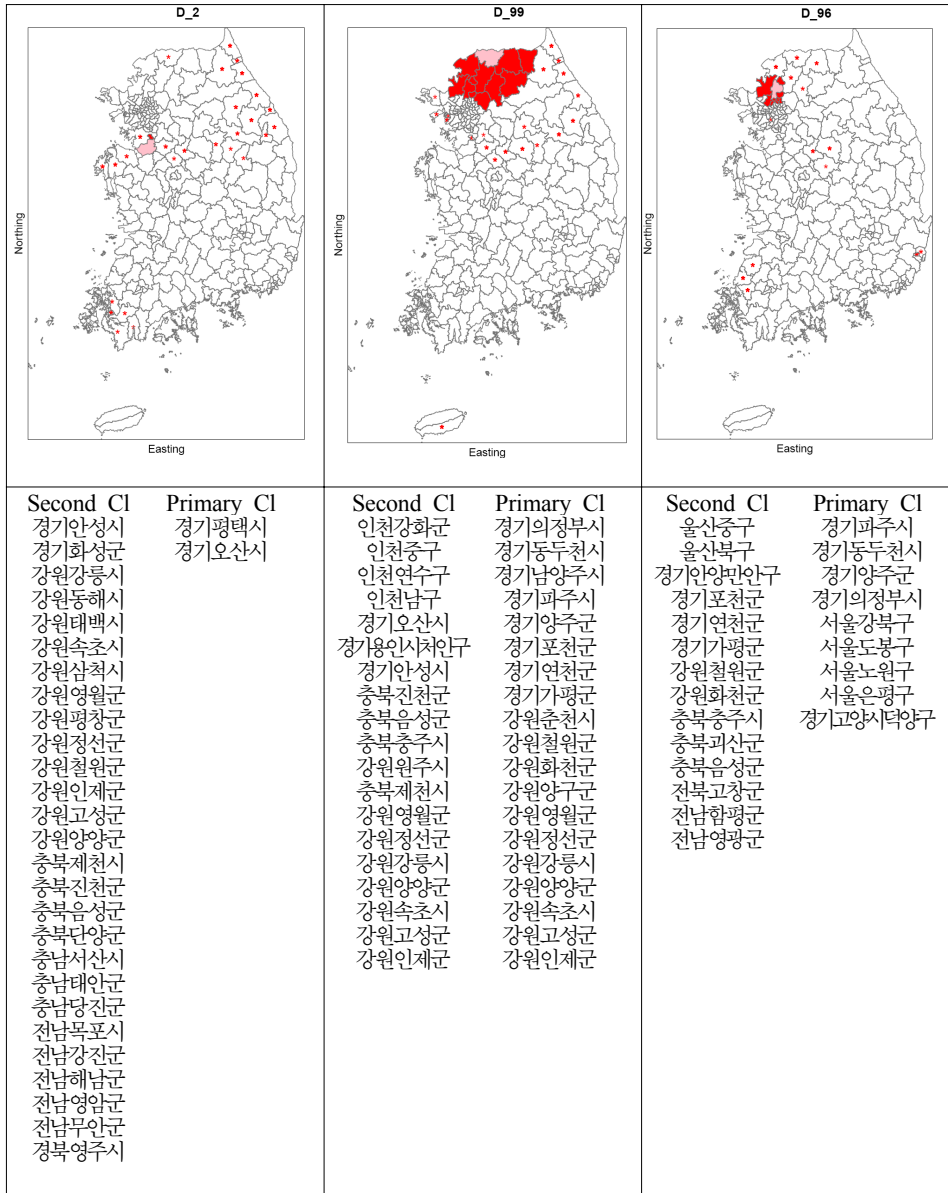 D_2
D_99
D_96
Northing
Easting
Northing
Easting
Northing
Easting
Second Cl Primary Cl
경기안성시 경기평택시
경기화성군 경기오산시
강원강릉시
강원동해시
강원태백시
강원속초시
강원삼척시
강원영월군
강원평창군
강원정선군
강원철원군
강원인제군
강원고성군
강원양양군
충북제천시
충북진천군
충북음성군
충북단양군
충남서산시
충남태안군
충남당진군
전남목포시
전남강진군
전남해남군
전남영암군
전남무안군
경북영주시
Second Cl Primary Cl
인천강화군 경기의정부시
인천중구 경기동두천시
인천연수구 경기남양주시
인천남구 경기파주시
경기오산시 경기양주군
경기용인시처인구 경기포천군
경기안성시 경기연천군
충북진천군 경기가평군
충북음성군 강원춘천시
충북충주시 강원철원군
강원원주시 강원화천군
충북제천시 강원양구군
강원영월군 강원영월군
강원정선군 강원정선군
강원강릉시 강원강릉시
강원양양군 강원양양군
강원속초시 강원속초시
강원고성군 강원고성군
강원인제군 강원인제군
Second Cl Primary Cl
울산중구 경기파주시
울산북구 경기동두천시
경기안양만안구 경기양주군
경기포천군 경기의정부시
경기연천군 서울강북구
경기가평군 서울도봉구
강원철원군 서울노원구
강원화천군 서울은평구
충북충주시 경기고양시덕양구
충북괴산군
충북음성군
전북고창군
전남함평군
전남영광군